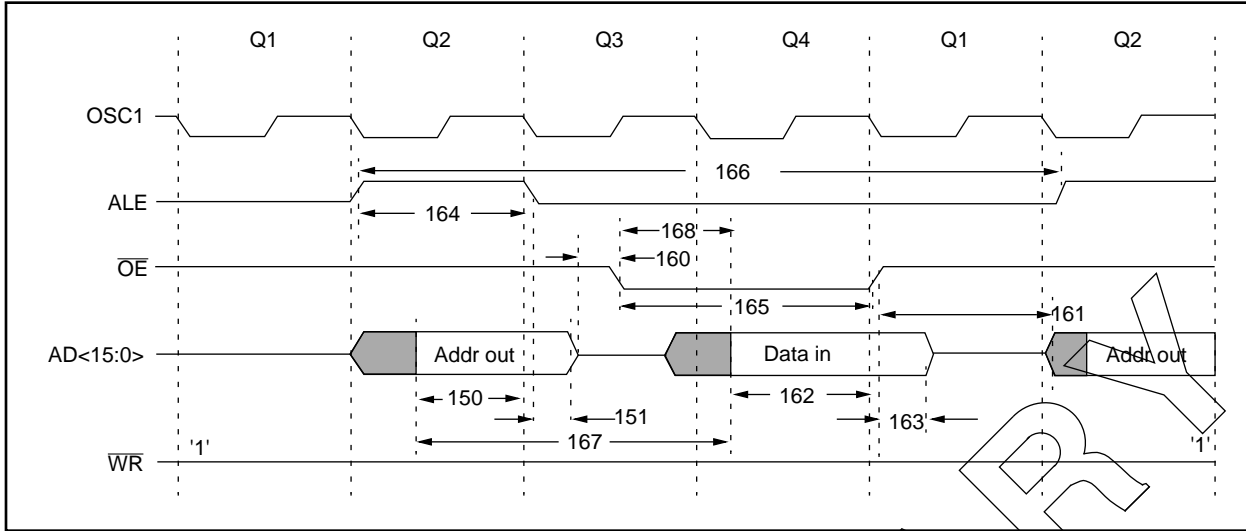 Q1 Q2 Q3 Q4 Q1 Q2
OSC1
166
ALE
164
168
160
OE
165
161
AD<15:0>
Addr out
Data in
Addr out
150
151
162
163
167
'1'
'1'
WR
R Y